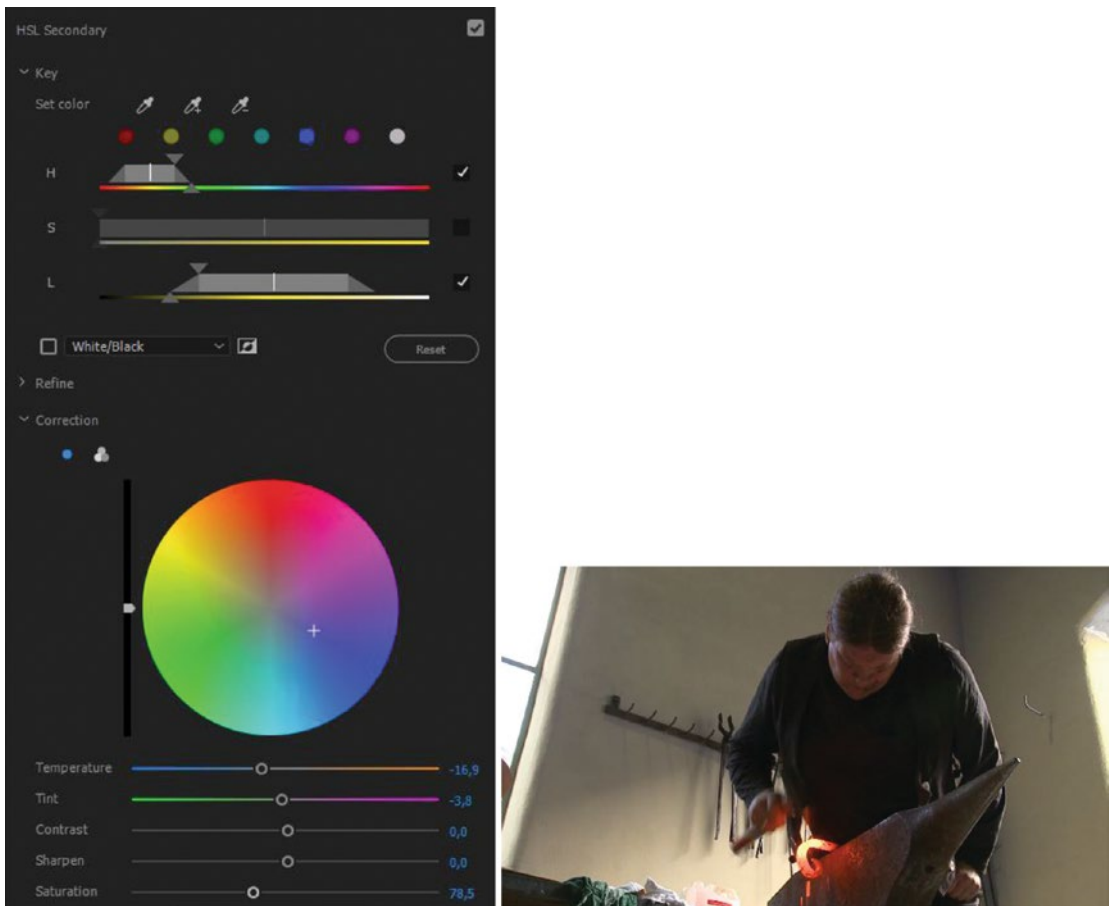 HSL Secondary
Key
Set color
H
S
L
White/Black
Reset
Refine
Correction
Temperature -16,9
Tint -3,8
Contrast 0,0
Sharpen 0,0
Saturation 78,5